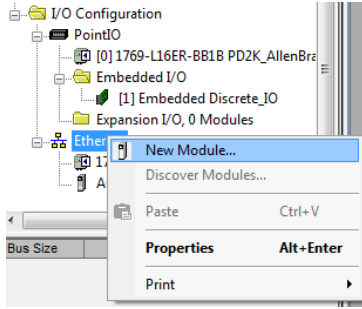 I/O Configuration
PointIO
[0] 1769-L16ER-BB1B PD2K_AllenBra
Embedded I/O
[1] Embedded Discrete_IO
Expansion I/O, 0 Modules
Ether
17
A
New Module...
Discover Modules...
Paste Ctrl+V
Bus Size
Properties Alt+Enter
Print